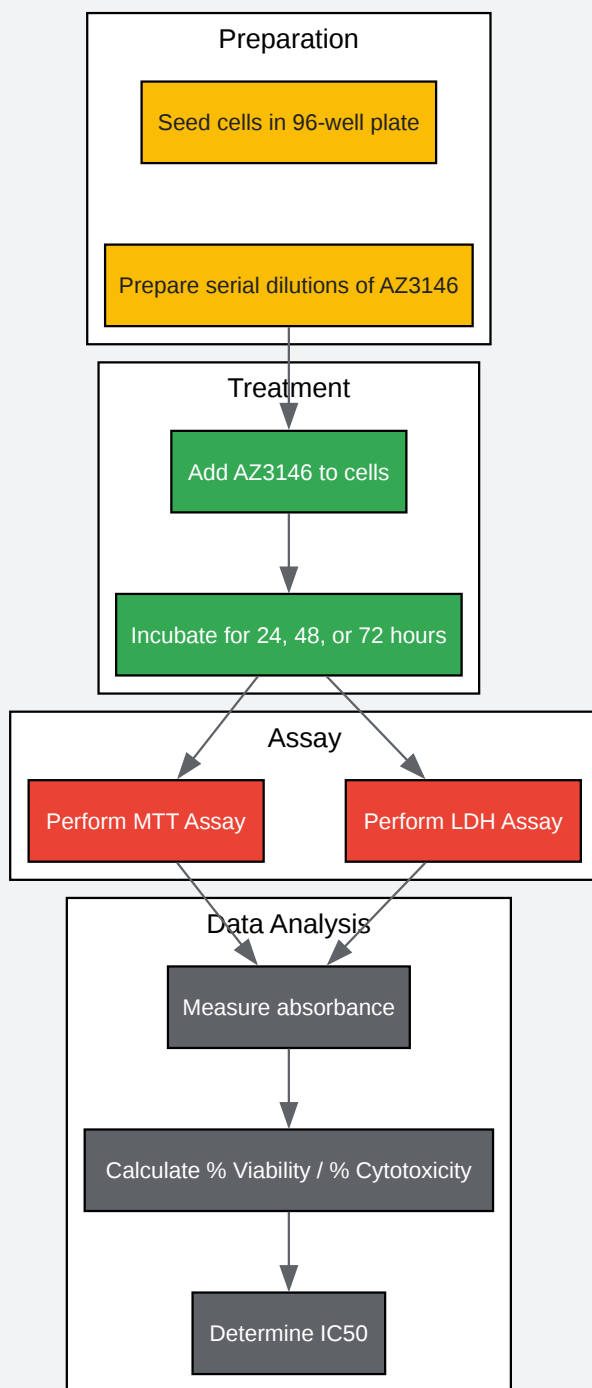 Preparation
Seed cells in 96-well plate
Prepare serial dilutions of AZ3146
Treatment
Add AZ3146 to cells
Incubate for 24, 48, or 72 hours
Assay
Perform MTT Assay
Perform LDH Assay
Data Analysis
Measure absorbance
Calculate % Viability / % Cytotoxicity
Determine IC50